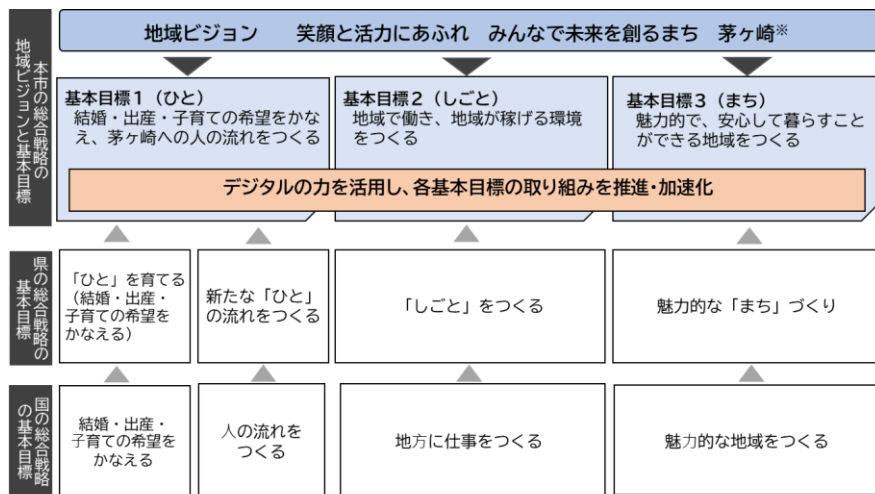 本市の総合戦略の
地域ビジョンと基本目標
地域ビジョン　笑顔と活力にあふれ　みんなで未来を創るまち　茅ヶ崎※
基本目標１（ひと）
結婚・出産・子育ての希望をかな
え、茅ヶ崎への人の流れをつくる
基本目標２（しごと）
地域で働き、地域が稼げる環境
をつくる
基本目標３（まち）
魅力的で、安心して暮らすこと
ができる地域をつくる
デジタルの力を活用し、各基本目標の取り組みを推進・加速化
県の総合戦略の
基本目標
「ひと」を育てる
（結婚・出産・
子育ての希望を
かなえる）
新たな「ひと」
の流れをつくる
「しごと」をつくる
魅力的な「まち」づくり
国の総合戦略
の基本目標
結婚・出産・
子育ての希望を
かなえる
人の流れを
つくる
地方に仕事をつくる
魅力的な地域をつくる